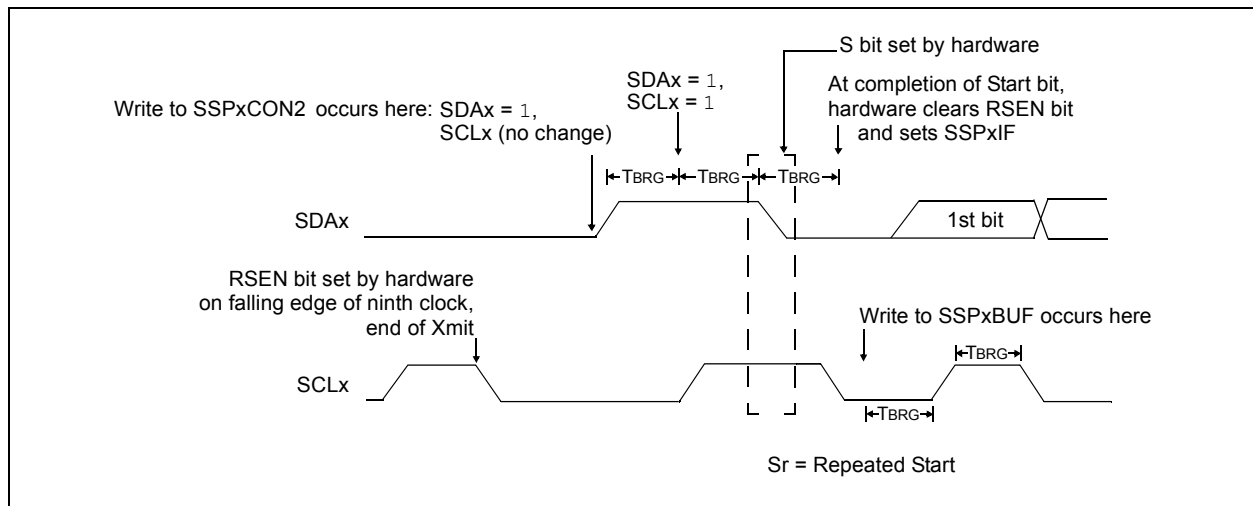 S bit set by hardware
SDAx = 1,
SCLx = 1
At completion of Start bit,
hardware clears RSEN bit
and sets SSPxIF
Write to SSPxCON2 occurs here: SDAx = 1,
SCLx (no change)
TBRG
TBRG
TBRG
SDAx
1st bit
RSEN bit set by hardware
on falling edge of ninth clock,
end of Xmit
Write to SSPxBUF occurs here
TBRG
SCLx
TBRG
Sr = Repeated Start